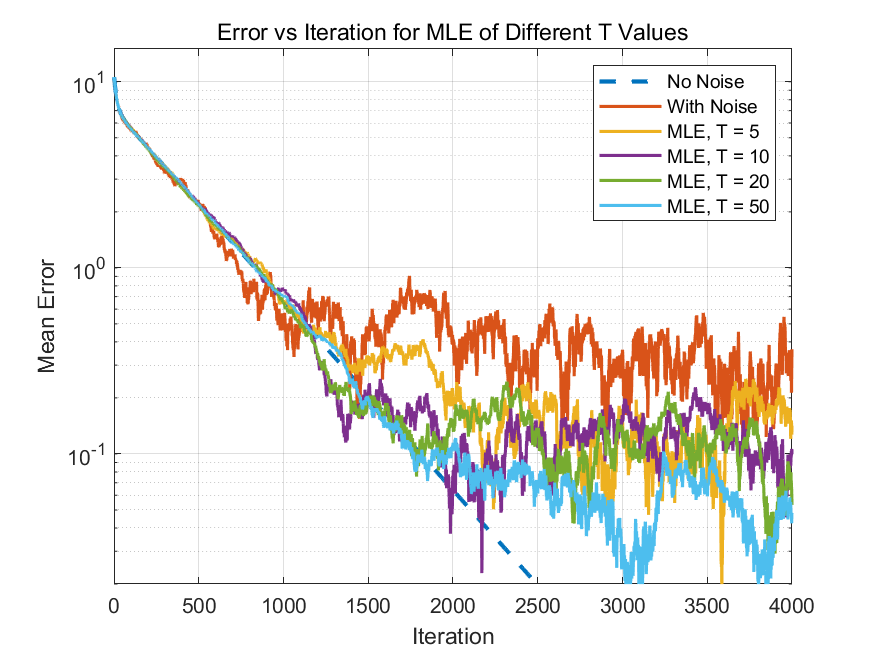 Error vs Iteration for MLE of Different T Values
No Noise
With Noise
MLE, T = 5
MLE, T = 10
MLE, T = 20
MLE, T = 50
10^1
10^0
10^-1
Mean Error
0 500 1000 1500 2000 2500 3000 3500 4000
Iteration